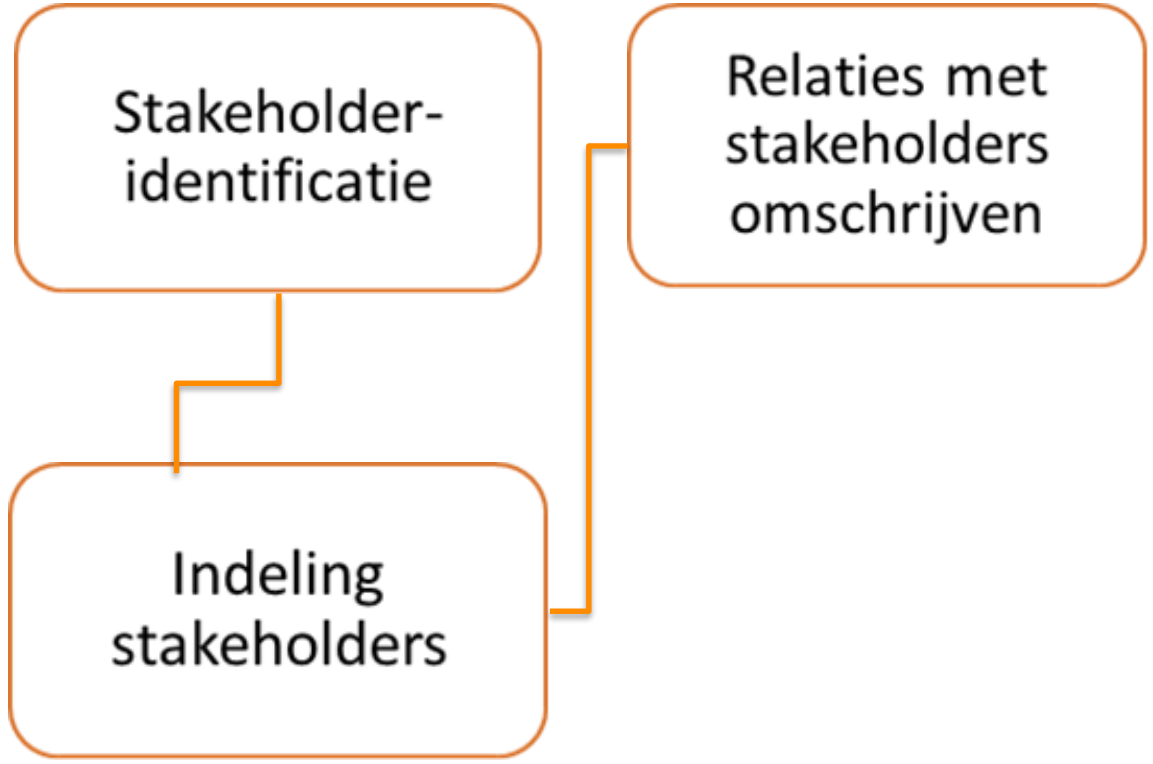 Stakeholder-
identificatie
Indeling
stakeholders
Relaties met
stakeholders
omschrijven